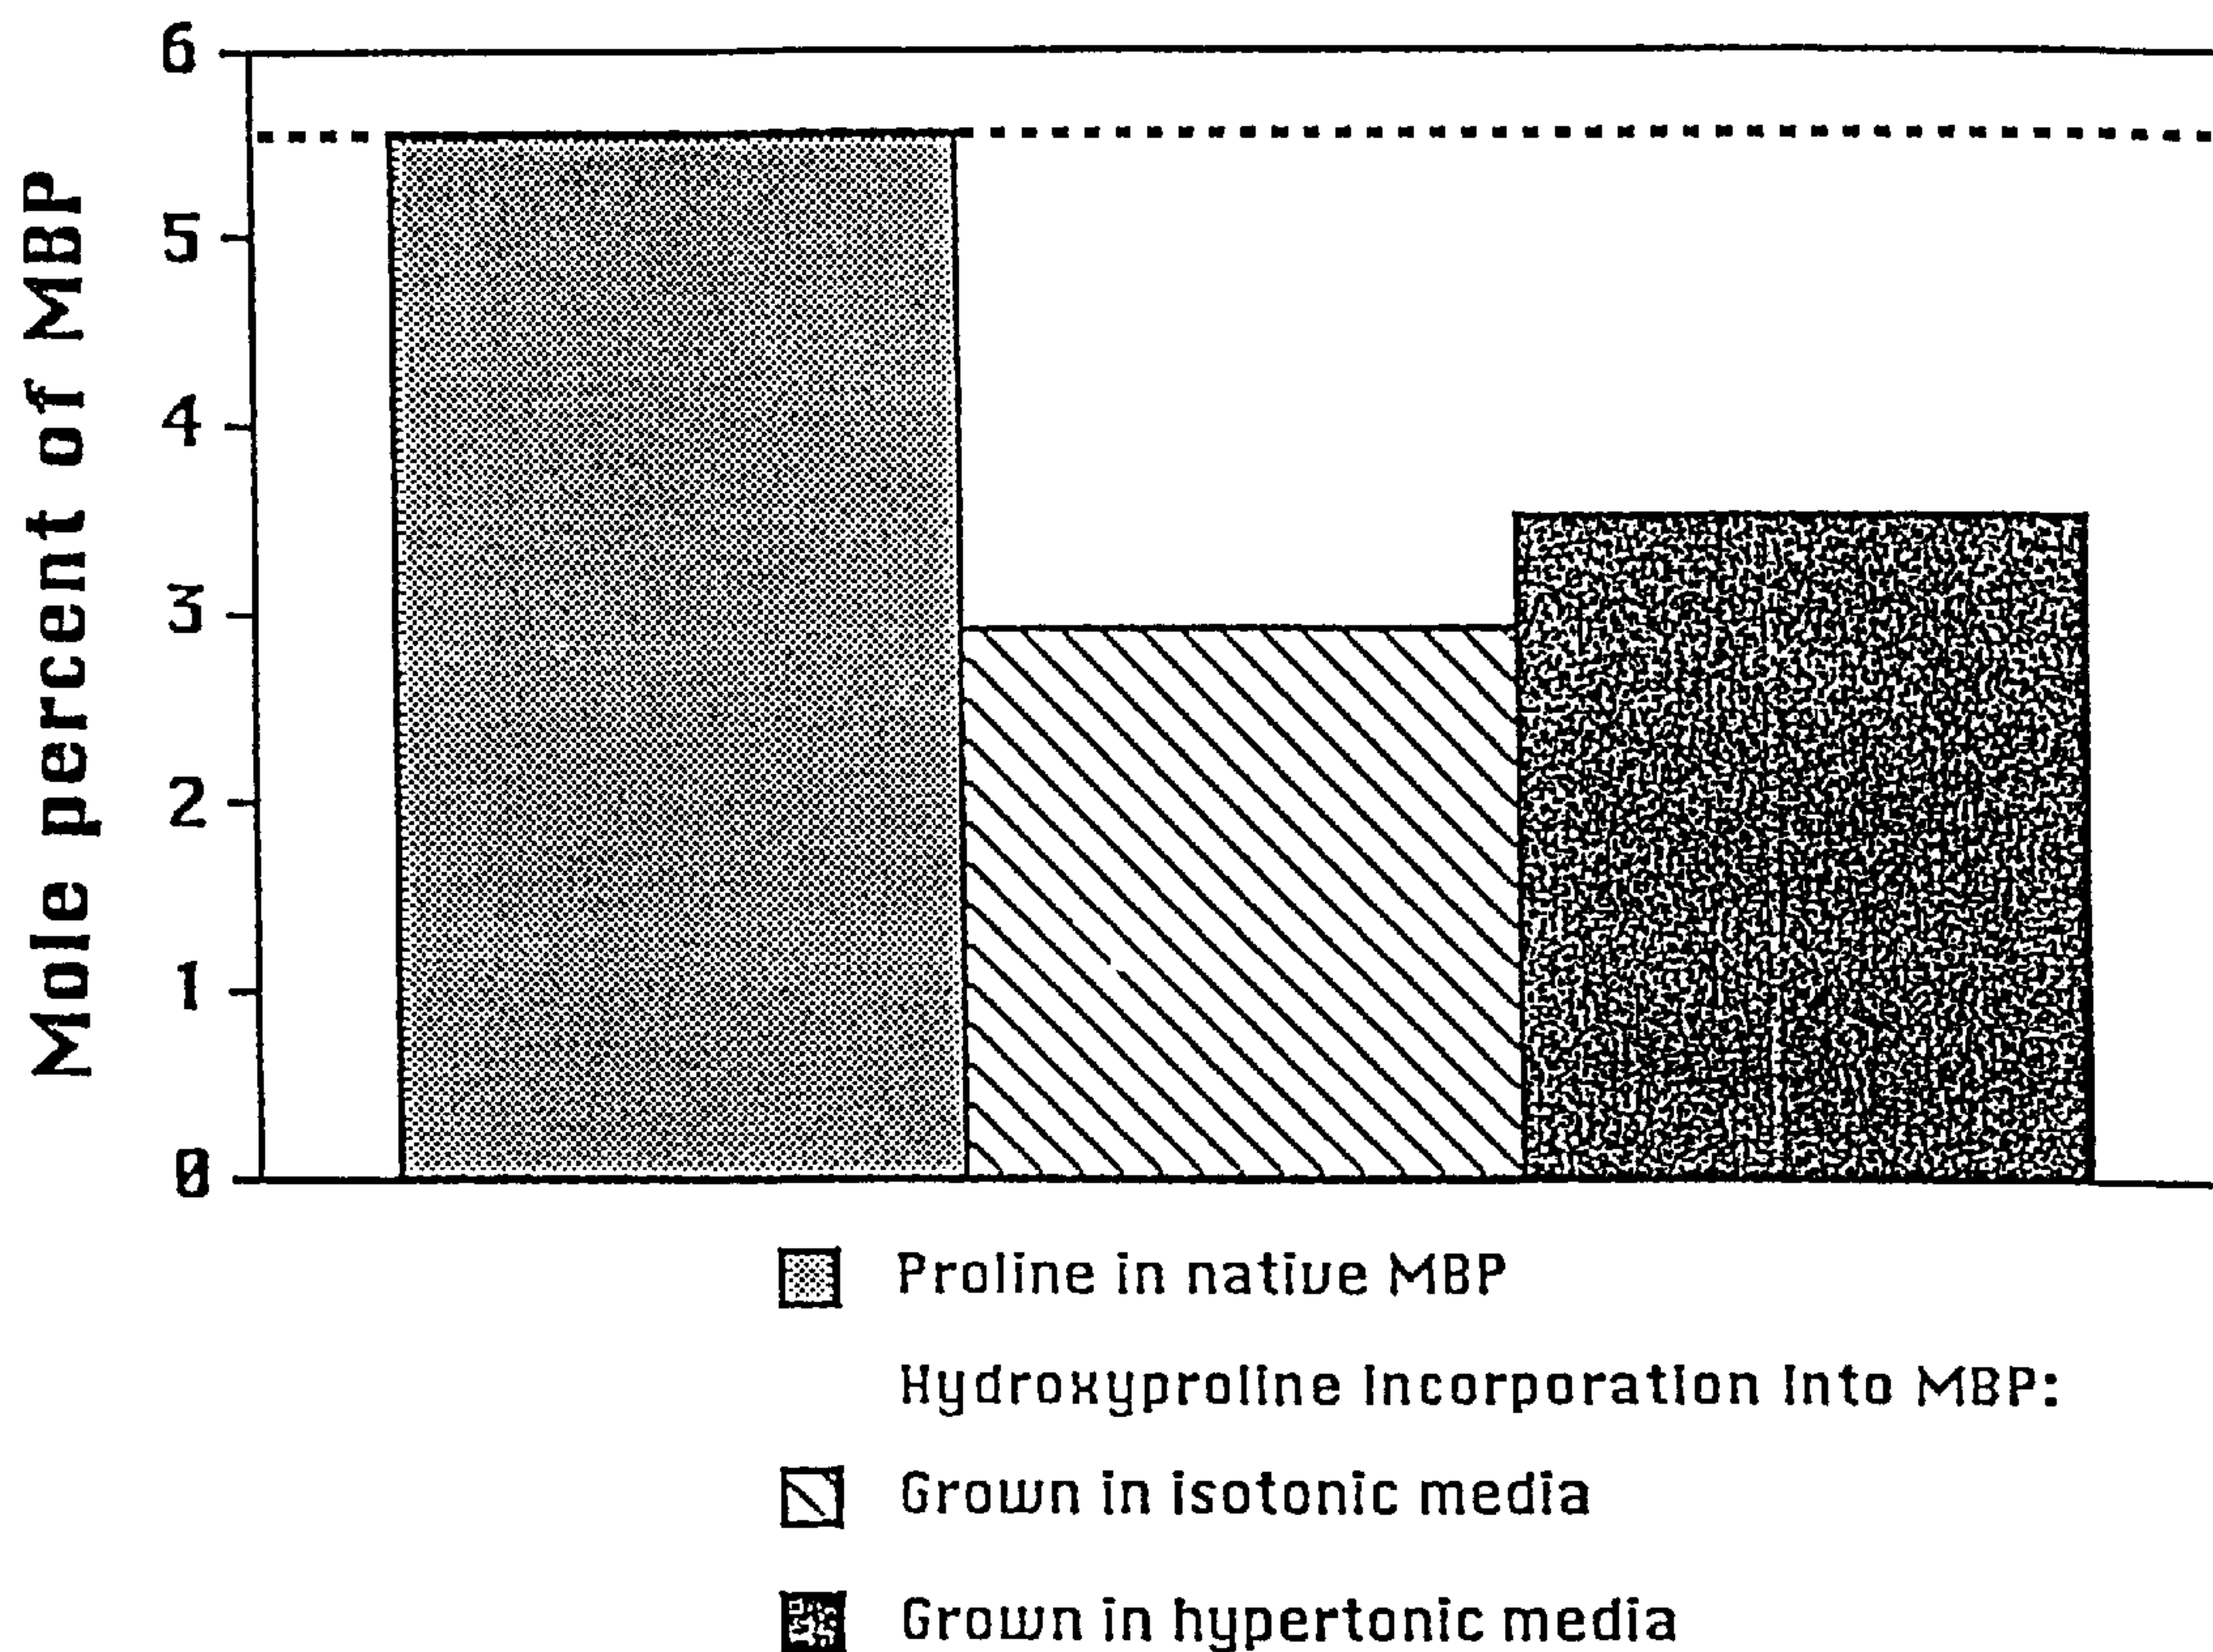 Mole percent of MBP
6
5
4
3
2
1
0
Proline in native MBP
Hydroxyproline incorporation into MBP:
Grown in isotonic media
Grown in hypertonic media